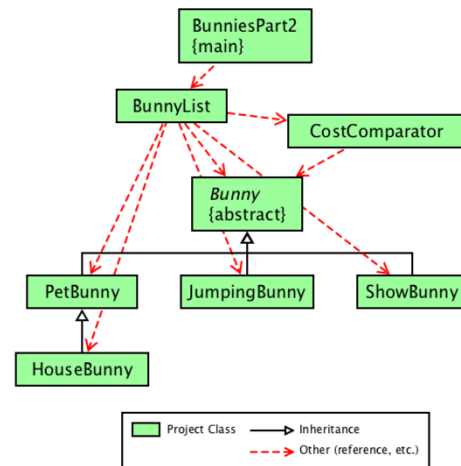 BunniesPart2
{main}
BunnyList
CostComparator
Bunny
{abstract}
PetBunny
JumpingBunny
ShowBunny
HouseBunny
Project Class
Inheritance
Other (reference, etc.)